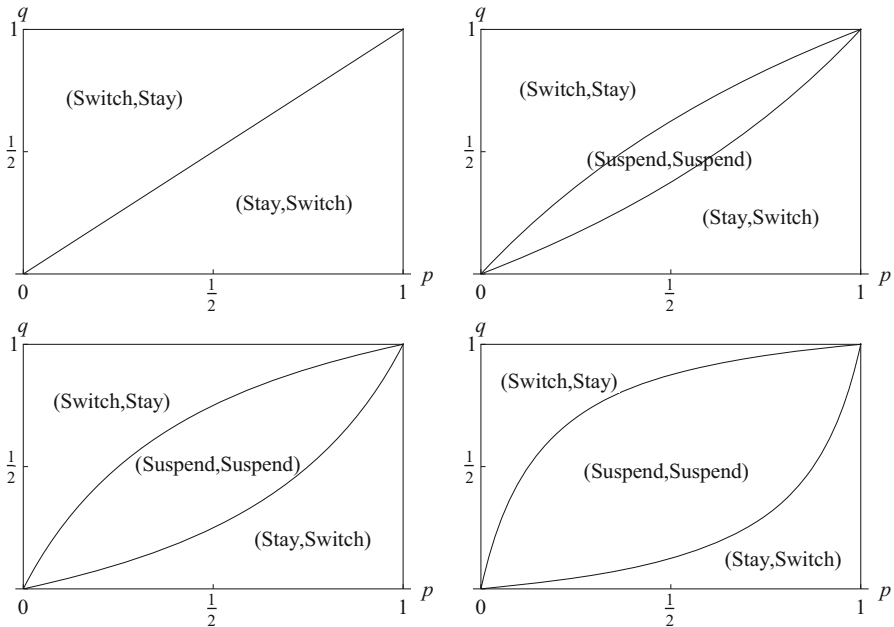 q
1
(Switch,Stay)
1/2
(Stay,Switch)
0
1/2
1
p
q
1
(Switch,Stay)
1/2
(Suspend,Suspend)
(Stay,Switch)
0
1/2
1
p
q
1
(Switch,Stay)
1/2
(Suspend,Suspend)
(Stay,Switch)
0
1/2
1
p
q
1
(Switch,Stay)
1/2
(Suspend,Suspend)
(Stay,Switch)
0
1/2
1
p